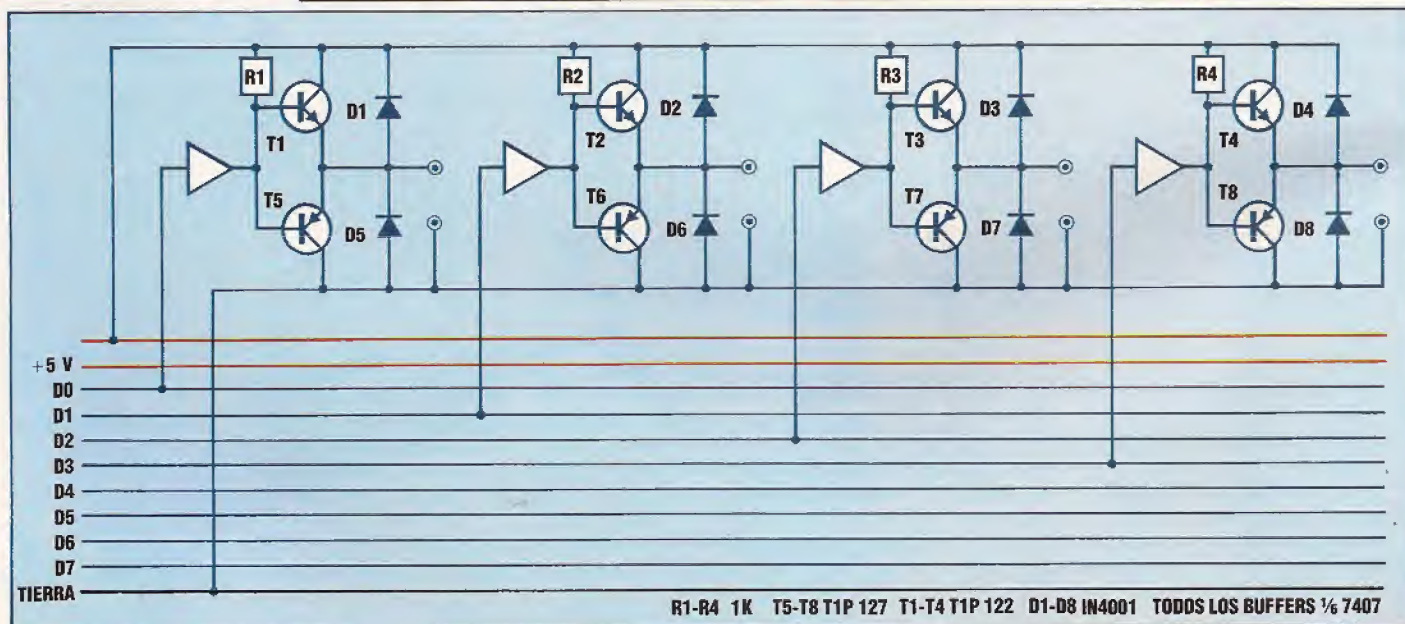 R1 R2 R3 R4
D1 D2 D3 D4
T1 T2 T3 T4
T5 T6 T7 T8
D5 D6 D7 D8
+5 V
D0
D1
D2
D3
D4
D5
D6
D7
TIERRA
R1-R4 1K T5-T8 T1P 127 T1-T4 T1P 122 D1-D8 IN4001 TODOS LOS BUFFERS ⅙ 7407